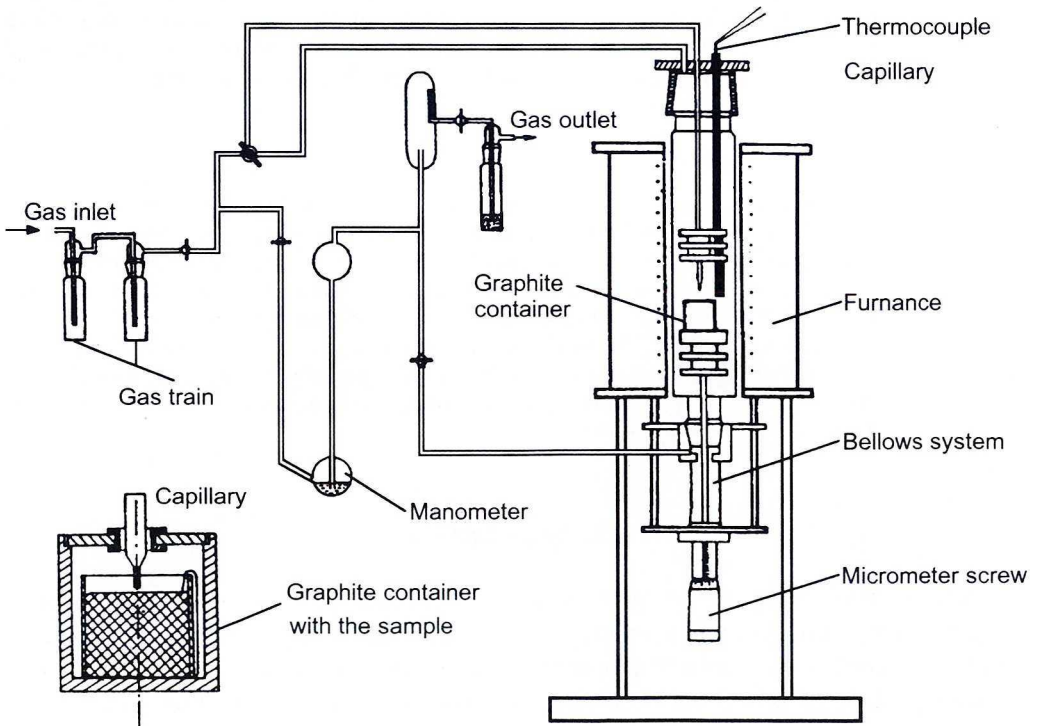 Thermocouple
Capillary
Gas outlet
Gas inlet
Graphite
container
Furnance
Gas train
Bellows system
Capillary
Manometer
Micrometer screw
Graphite container
with the sample